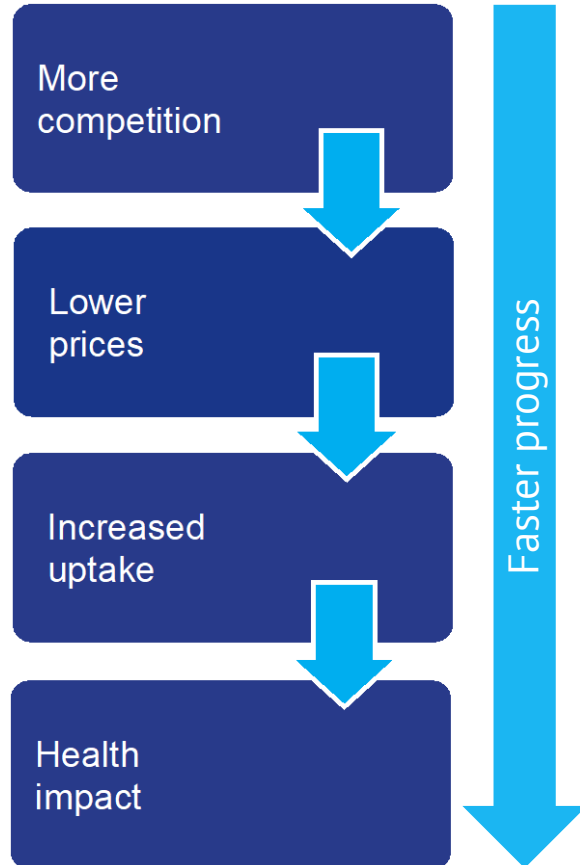 More
competition
Lower
prices
Increased
uptake
Health
impact
Faster progress